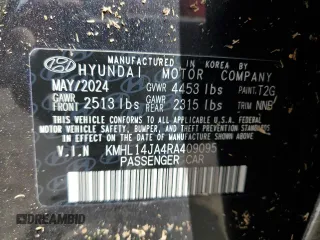 MANUFACTURED IN KOREA BY
HYUNDAI MOTOR COMPANY
MAY/2024 GVWR 4453 lbs PAINT: T2G
GAWR FRONT 2513 lbs GAWR REAR 2315 lbs TRIM NNB
THIS VEHICLE CONFORMS TO ALL APPLICABLE
FEDERAL MOTOR VEHICLE
SAFETY, BUMPER, AND THEFT PREVENTION
STANDARDS IN EFFECT ON THE DATE OF
MANUFACTURE SHOWN ABOVE.
V.I.N KMHL14JA4RA409095
PASSENGER CAR
DREAMBID